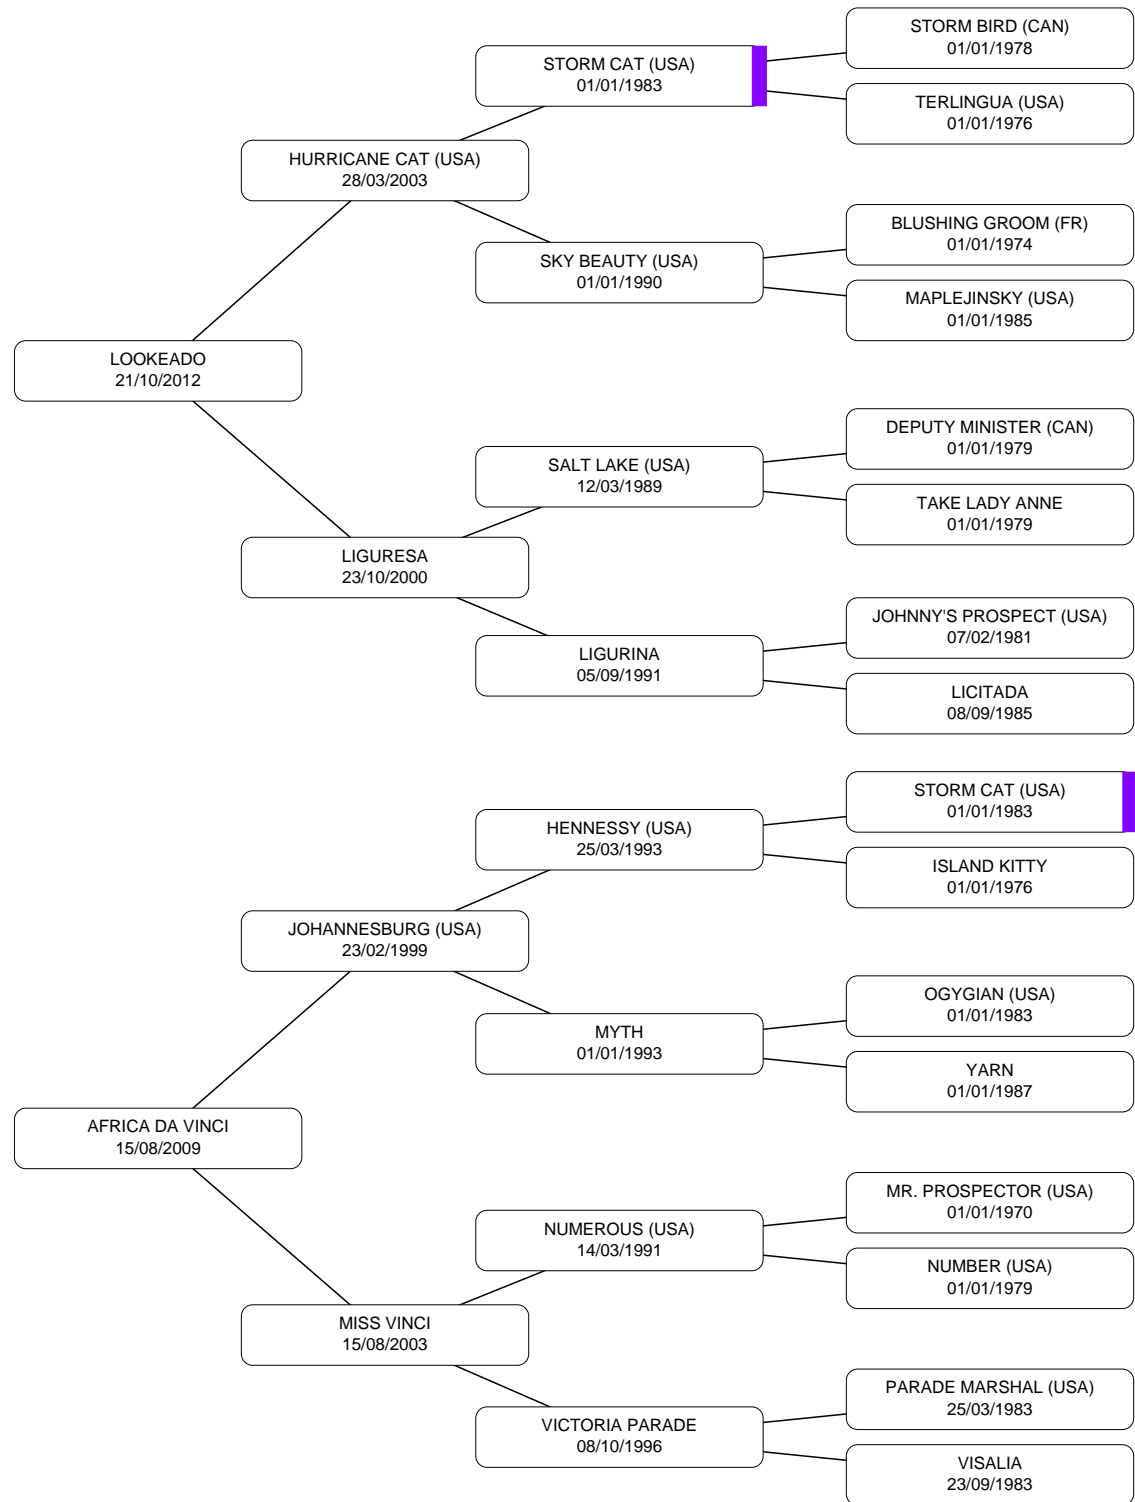 STORM BIRD (CAN)
01/01/1978
STORM CAT (USA)
01/01/1983
TERLINGUA (USA)
01/01/1976
HURRICANE CAT (USA)
28/03/2003
BLUSHING GROOM (FR)
01/01/1974
SKY BEAUTY (USA)
01/01/1990
MAPLEJINSKY (USA)
01/01/1985
LOOKEADO
21/10/2012
DEPUTY MINISTER (CAN)
01/01/1979
SALT LAKE (USA)
12/03/1989
TAKE LADY ANNE
01/01/1979
LIGURESA
23/10/2000
JOHNNY'S PROSPECT (USA)
07/02/1981
LIGURINA
05/09/1991
LICITADA
08/09/1985
STORM CAT (USA)
01/01/1983
HENNESSY (USA)
25/03/1993
ISLAND KITTY
01/01/1976
JOHANNESBURG (USA)
23/02/1999
OGYGIAN (USA)
01/01/1983
MYTH
01/01/1993
YARN
01/01/1987
AFRICA DA VINCI
15/08/2009
MR. PROSPECTOR (USA)
01/01/1970
NUMEROUS (USA)
14/03/1991
NUMBER (USA)
01/01/1979
MISS VINCI
15/08/2003
PARADE MARSHAL (USA)
25/03/1983
VICTORIA PARADE
08/10/1996
VISALIA
23/09/1983